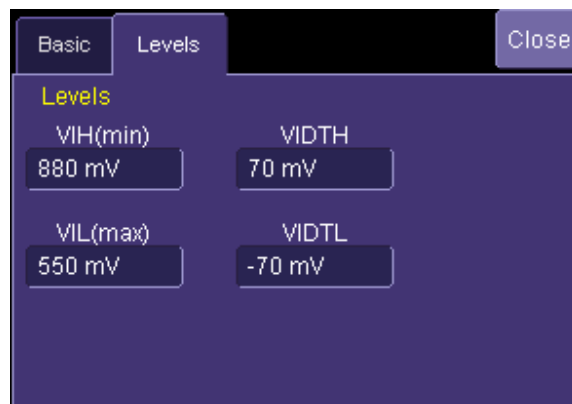 Basic Levels Close
Levels
VIH(min) VIDTH
880 mV 70 mV
VIL(max) VIDTL
550 mV -70 mV